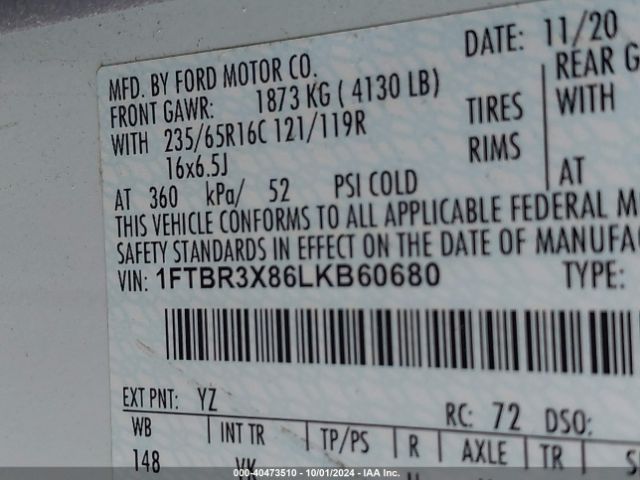 DATE: 11/20
MFD. BY FORD MOTOR CO.
FRONT GAWR: 1873 KG ( 4130 LB)
REAR G
WITH 235/65R16C 121/119R
TIRES
WITH
16x6.5J
RIMS
AT 360 kPa/ 52 PSI COLD
AT
THIS VEHICLE CONFORMS TO ALL APPLICABLE FEDERAL M
SAFETY STANDARDS IN EFFECT ON THE DATE OF MANUFA
VIN: 1FTBR3X86LKB60680
TYPE:
EXT PNT: YZ
RC: 72 DSO:
WB INT TR TP/PS R AXLE TR
148
000-40473510 - 10/01/2024 - IAA Inc.